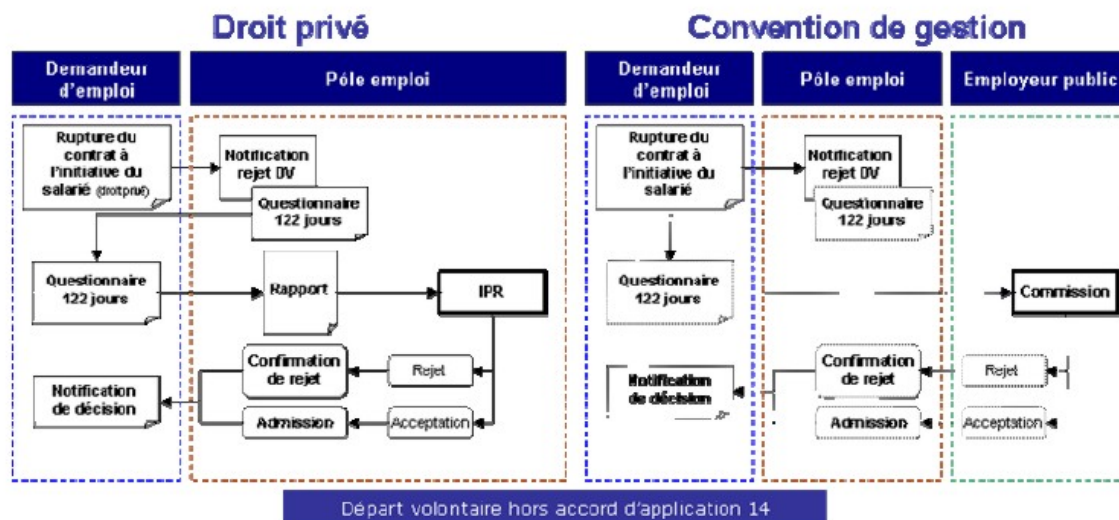 Droit privé
Convention de gestion
Demandeur
d'emploi
Pôle emploi
Demandeur
d'emploi
Pôle emploi
Employeur public
Rupture du
contrat à
l'initiative du
salarié (droit privé)
Notification
rejet DV
Questionnaire
122 jours
Questionnaire
122 jours
Rapport
IPR
Confirmation
de rejet
Rejet
Notification
de décision
Admission
Acceptation
Rupture du
contrat à
l'initiative du
salarié
Notification
rejet DV
Questionnaire
122 jours
Questionnaire
122 jours
Commission
Confirmation
de rejet
Rejet
Notification
de décision
Admission
Acceptation
Départ volontaire hors accord d'application 14